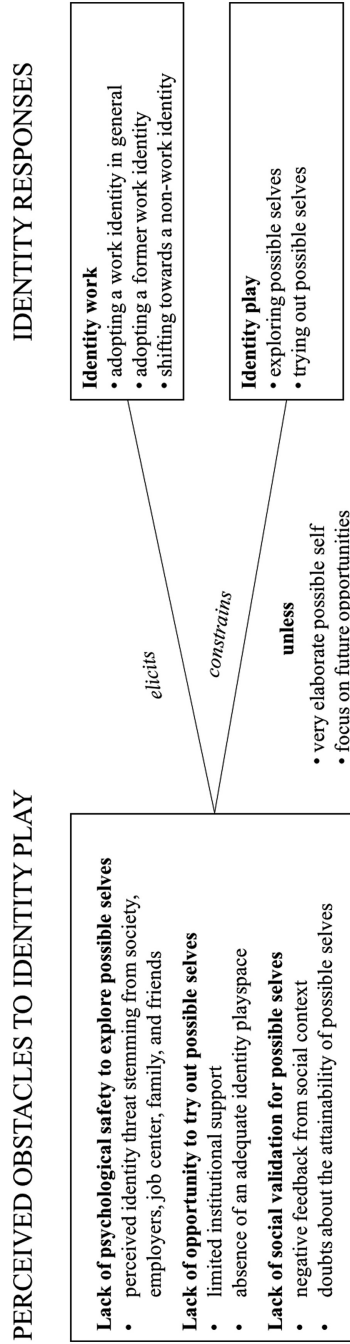 PERCEIVED OBSTACLES TO IDENTITY PLAY
Lack of psychological safety to explore possible selves
• perceived identity threat stemming from society,
employers, job center, family, and friends
Lack of opportunity to try out possible selves
• limited institutional support
• absence of an adequate identity playspace
Lack of social validation for possible selves
• negative feedback from social context
• doubts about the attainability of possible selves
elicits
constrains
unless
• very elaborate possible self
• focus on future opportunities
IDENTITY RESPONSES
Identity work
• adopting a work identity in general
• adopting a former work identity
• shifting towards a non-work identity
Identity play
• exploring possible selves
• trying out possible selves